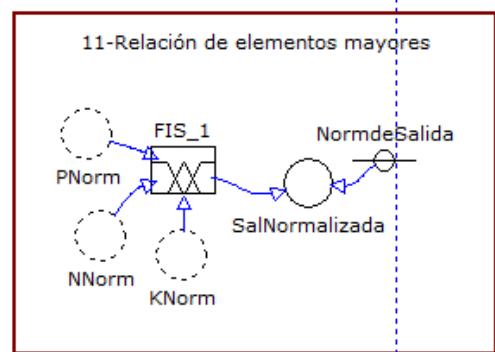 11-Relación de elementos mayores
FIS_1
NormdeSalida
PNorm
SalNormalizada
NNorm
KNorm